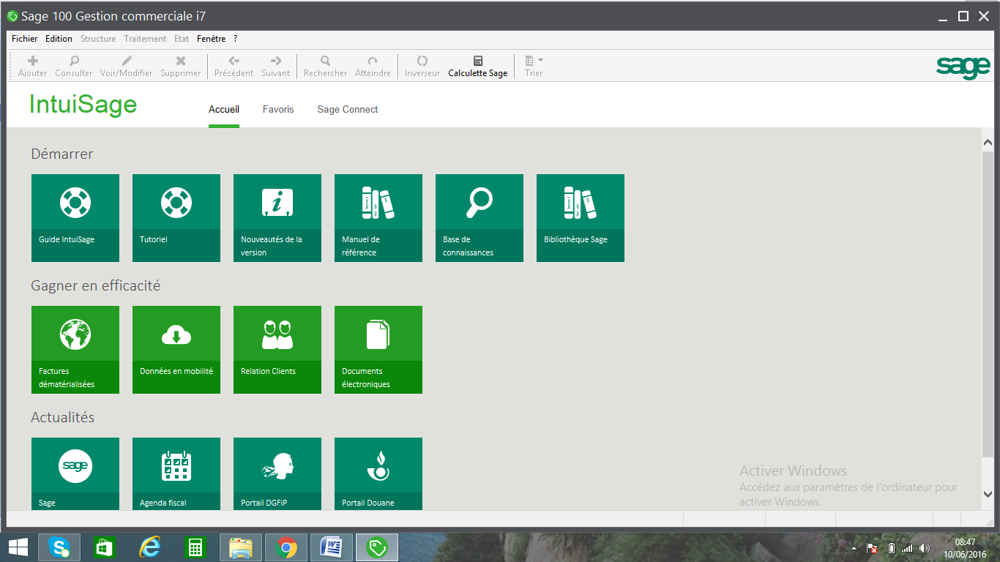 Sage 100 Gestion commerciale i7
Fichier Edition Structure Traitement Etat Fenêtre ?
Ajouter Consulter Voir/Modifier Supprimer Précédent Suivant Rechercher Atteindre Inverseur Calculette Sage Trier
sage
IntuiSage Accueil Favoris Sage Connect
Démarrer
Guide IntuiSage
Tutoriel
Nouveautés de la
version
Manuel de
référence
Base de
connaissances
Bibliothèque Sage
Gagner en efficacité
Factures
dématérialisées
Données en mobilité
Relation Clients
Documents
électroniques
Actualités
sage
Sage
Agenda fiscal
Portail DGFiP
Portail Douane
Activer Windows
Accédez aux paramètres de l'ordinateur pour
activer Windows.
08:47
10/06/2016